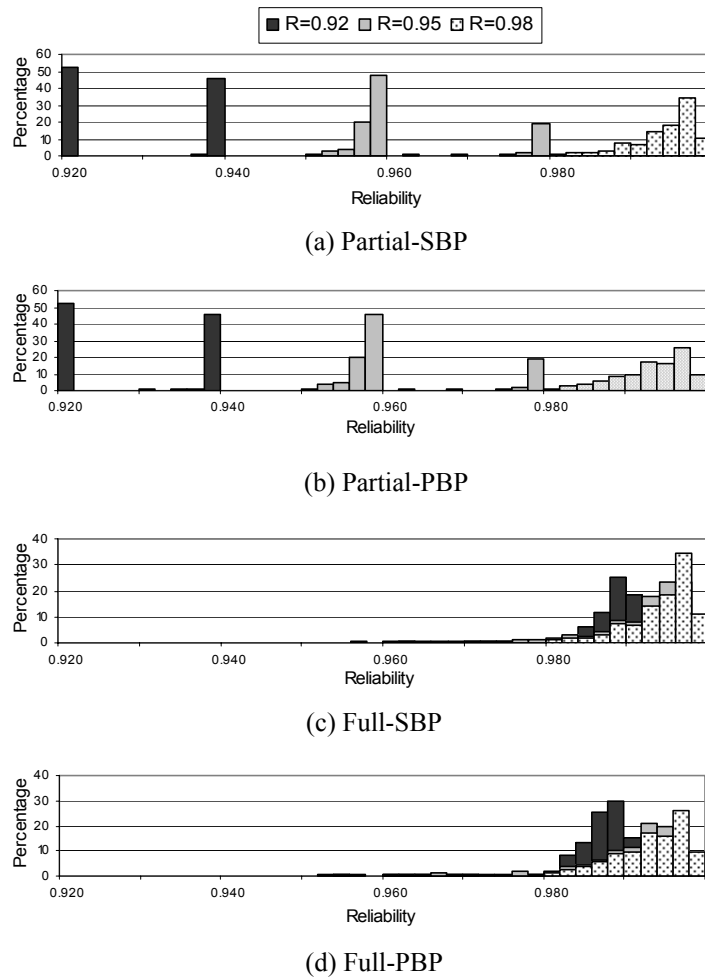 R=0.92 R=0.95 R=0.98
Percentage
60
50
40
30
20
10
0
0.920 0.940 0.960 0.980
Reliability
(a) Partial-SBP
Percentage
60
50
40
30
20
10
0
0.920 0.940 0.960 0.980
Reliability
(b) Partial-PBP
Percentage
40
30
20
10
0
0.920 0.940 0.960 0.980
Reliability
(c) Full-SBP
Percentage
40
30
20
10
0
0.920 0.940 0.960 0.980
Reliability
(d) Full-PBP